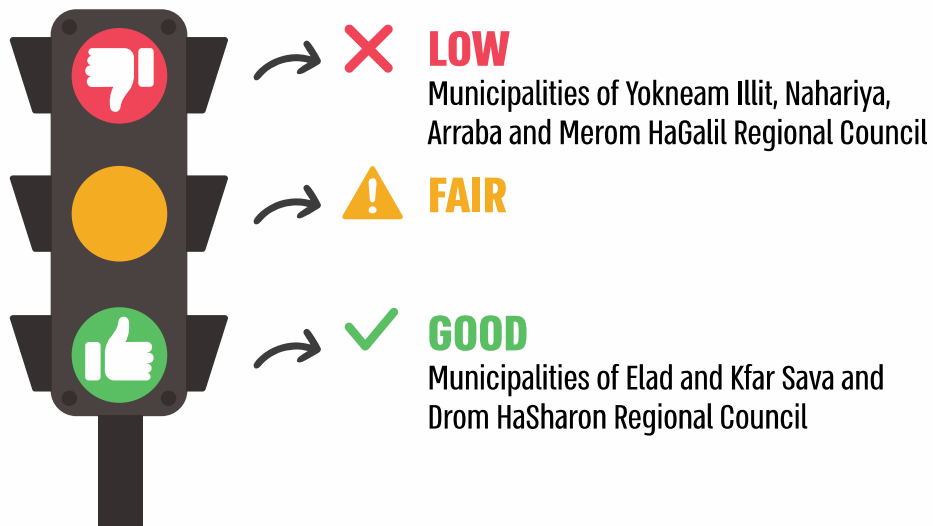 LOW
Municipalities of Yokneam Illit, Nahariya,
Arraba and Merom HaGalil Regional Council
FAIR
GOOD
Municipalities of Elad and Kfar Sava and
Drom HaSharon Regional Council